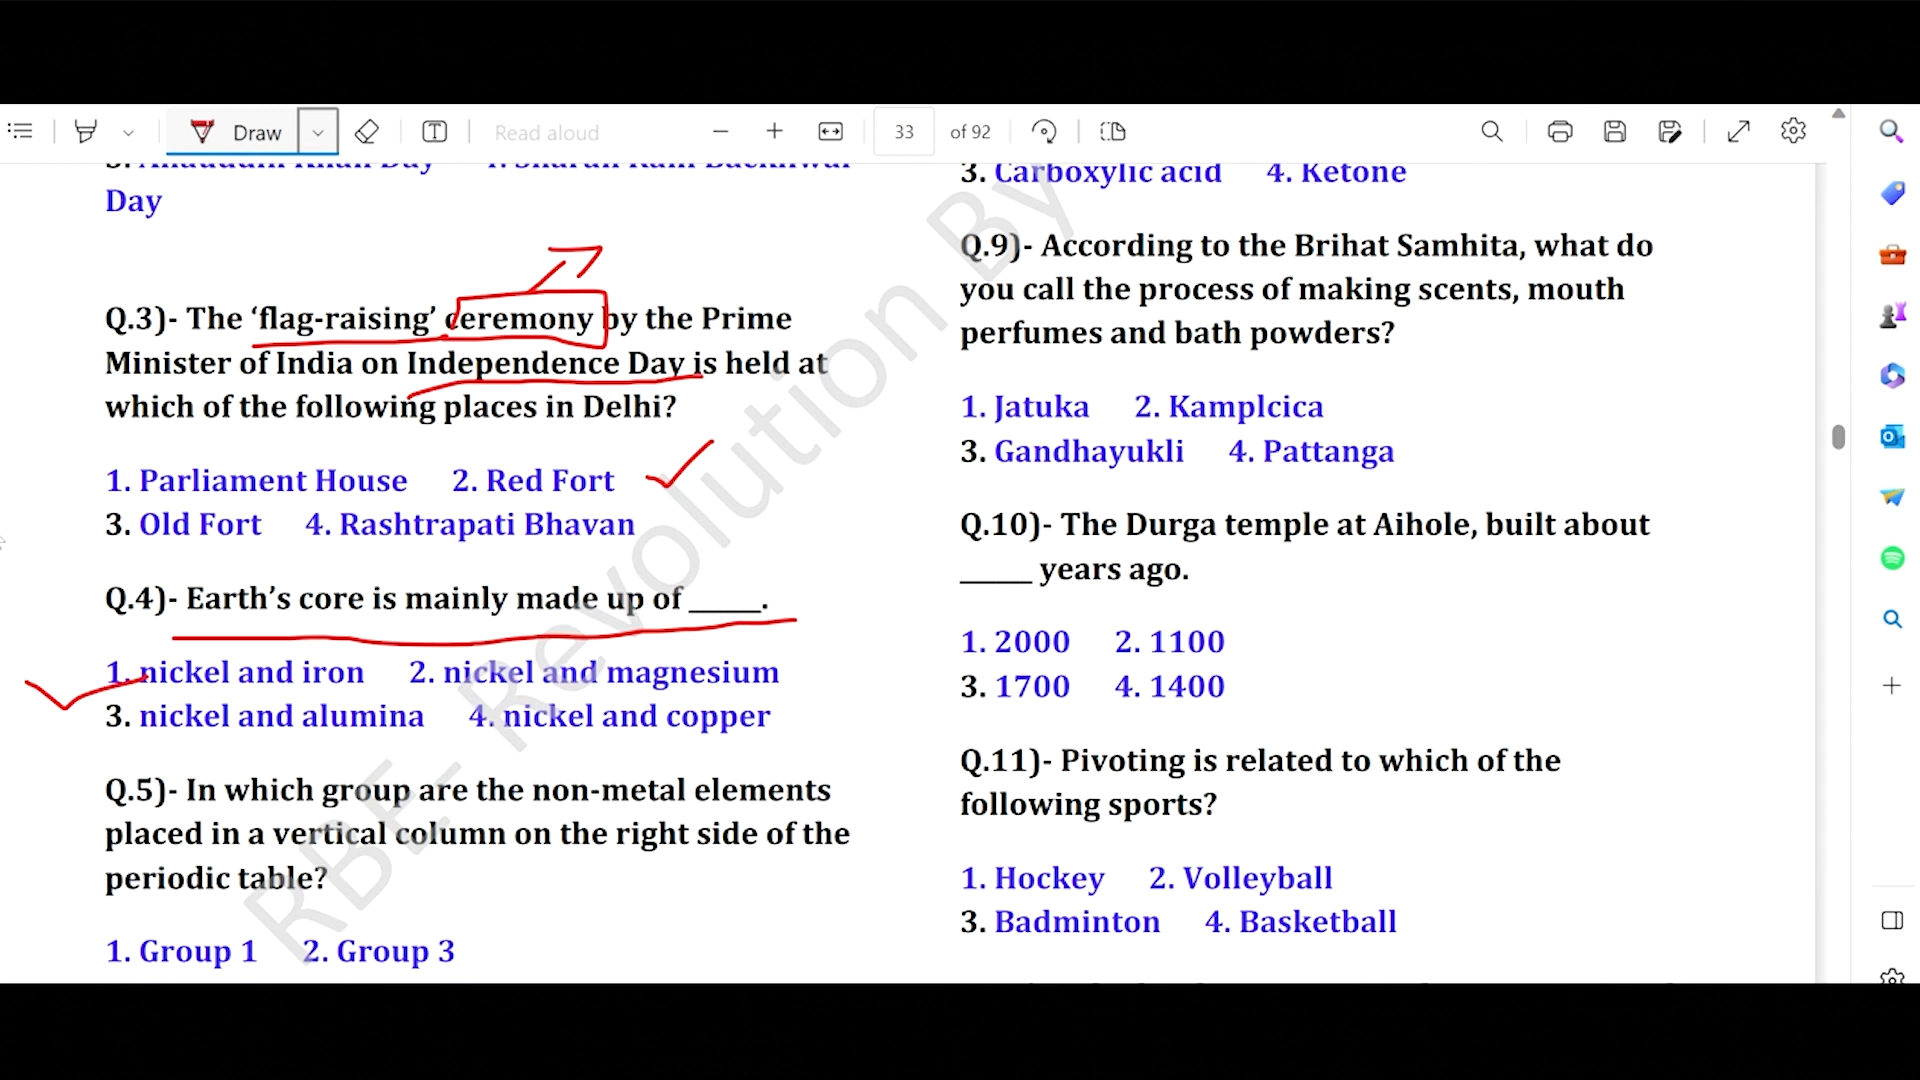 Draw
Read aloud
33
of 92
Day
Q.3)- The ‘flag-raising’ ceremony by the Prime
Minister of India on Independence Day is held at
which of the following places in Delhi?
1. Parliament House 2. Red Fort
3. Old Fort 4. Rashtrapati Bhavan
Q.4)- Earth’s core is mainly made up of _____.
1. nickel and iron 2. nickel and magnesium
3. nickel and alumina 4. nickel and copper
Q.5)- In which group are the non-metal elements
placed in a vertical column on the right side of the
periodic table?
1. Group 1 2. Group 3
3. Carboxylic acid 4. Ketone
Q.9)- According to the Brihat Samhita, what do
you call the process of making scents, mouth
perfumes and bath powders?
1. Jatuka 2. Kamplcica
3. Gandhayukli 4. Pattanga
Q.10)- The Durga temple at Aihole, built about
_____ years ago.
1. 2000 2. 1100
3. 1700 4. 1400
Q.11)- Pivoting is related to which of the
following sports?
1. Hockey 2. Volleyball
3. Badminton 4. Basketball
RBE- Revolution By